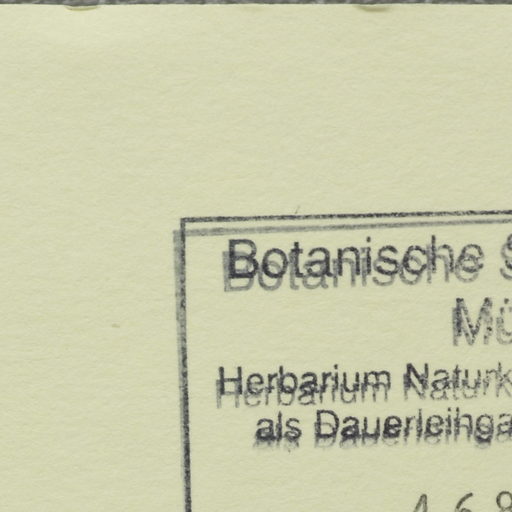 Botanische S
Mü
Herbarium Naturk
als Dauerleihga
4 6 8